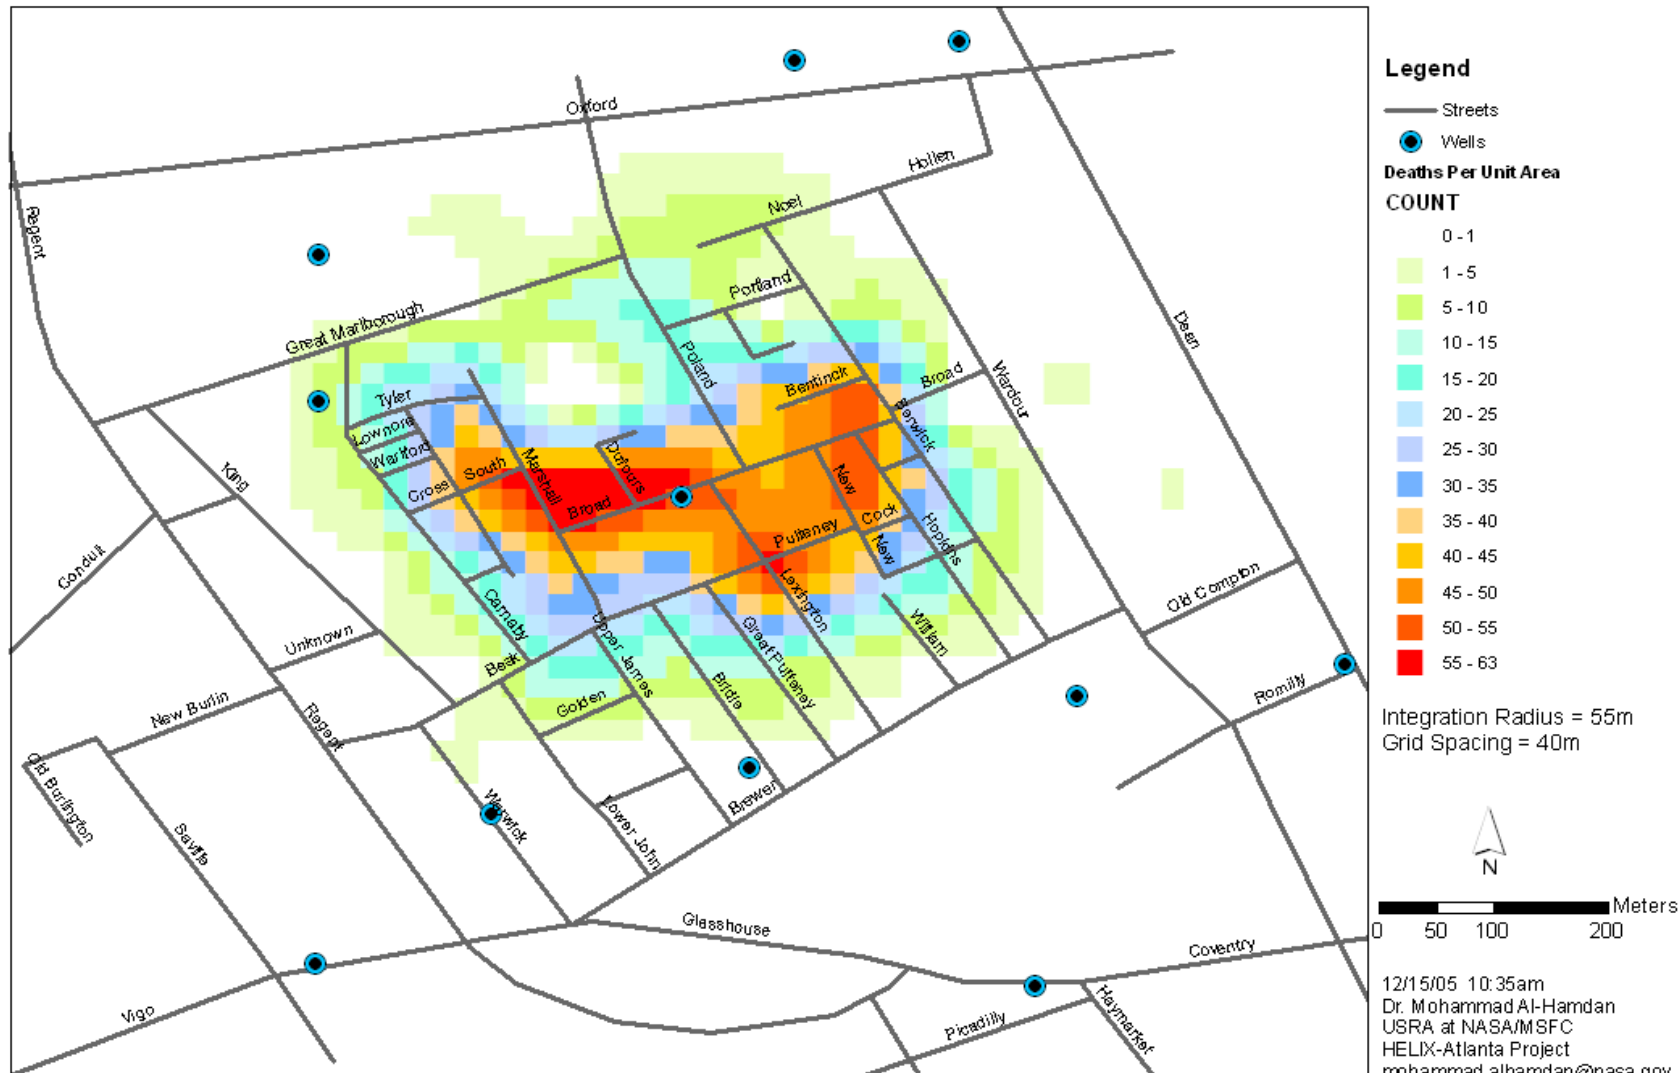 Oxford
Hollen
Noel
Regent
Portland
Great Marlborough
Dean
Poland
Bentinck
Broad
Wardour
Tyler
Berwick
Lownore
Warlford
Dufours
Marshall
South
King
Cross
New
Broad
Cock
Pulteney
Hopkins
New
Conduit
Lexington
Old Compton
Carnaby
William
Upper James
Great Pulteney
Unknown
Beak
Bridle
Golden
Romilly
New Burlin
Regent
Old Burlington
Brewer
Warwick
Lower John
Saville
Glasshouse
Coventry
Vigo
Picadilly
Haymarket
Legend
Streets
Wells
Deaths Per Unit Area
COUNT
0 - 1
1 - 5
5 - 10
10 - 15
15 - 20
20 - 25
25 - 30
30 - 35
35 - 40
40 - 45
45 - 50
50 - 55
55 - 63
Integration Radius = 55m
Grid Spacing = 40m
N
Meters
0 50 100 200
12/15/05 10:35am
Dr. Mohammad Al-Hamdan
USRA at NASA/MSFC
HELIX-Atlanta Project
mohammad.alhamdan@nasa.gov